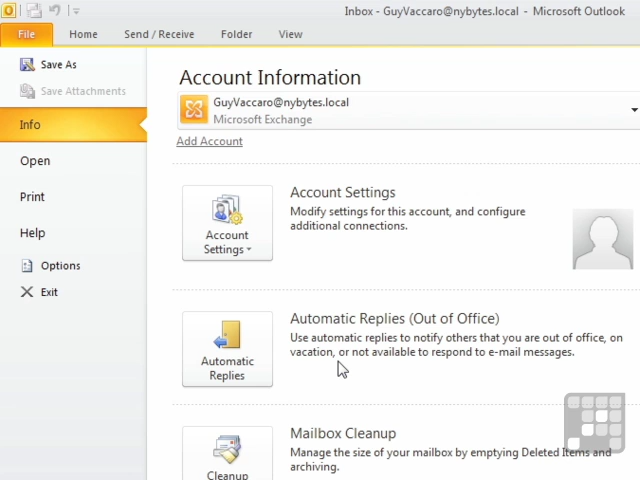 Inbox - GuyVaccaro@nybytes.local - Microsoft Outlook
File Home Send / Receive Folder View
Save As
Save Attachments
Info
Open
Print
Help
Options
Exit
Account Information
GuyVaccaro@nybytes.local
Microsoft Exchange
Add Account
Account Settings
Account Settings
Modify settings for this account, and configure
additional connections.
Automatic Replies
Automatic Replies (Out of Office)
Use automatic replies to notify others that you are out of office, on
vacation, or not available to respond to e-mail messages.
Cleanup
Mailbox Cleanup
Manage the size of your mailbox by emptying Deleted Items and
archiving.